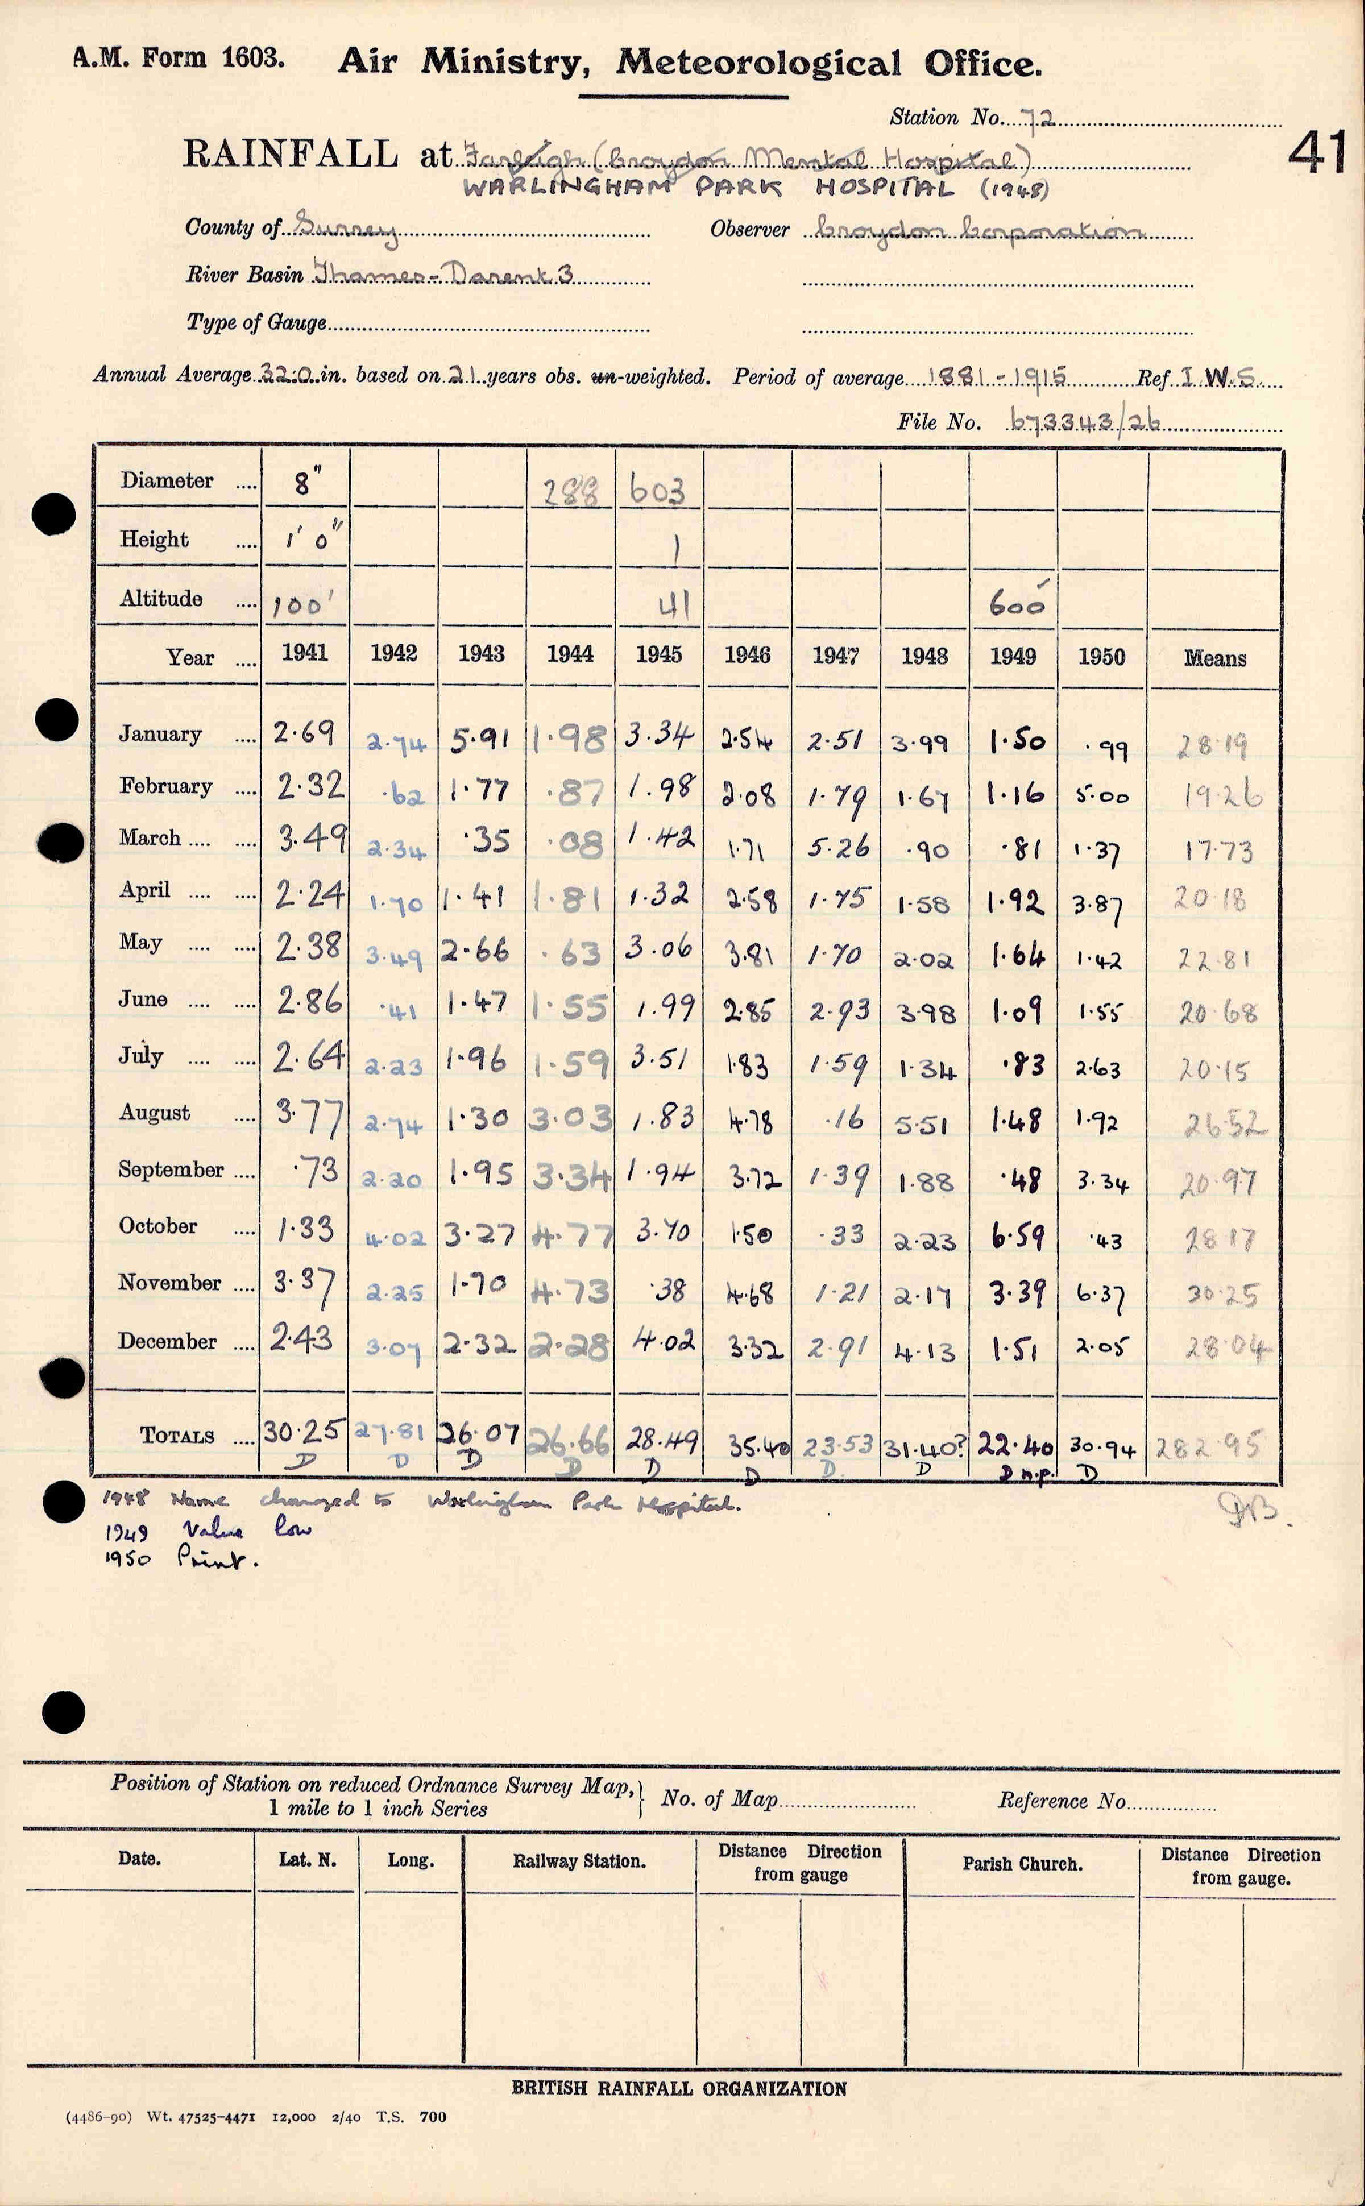 A.M. Form 1603. Air Ministry, Meteorological Office.
Station No. 72
41
RAINFALL at Farleigh (Croydon Mental Hospital)
WARLINGHAM PARK HOSPITAL (1948)
County of Surrey Observer Croydon Corporation
River Basin Thames - Darent 3
Type of Gauge
Annual Average 32.0 in. based on 21 years obs. un-weighted. Period of average 1881-1915 Ref I.W.S.
File No. 673343/26
Diameter .... 8" 288 603
Height .... 1' 0" 1
Altitude .... 100' 41 600'
Year .... 1941 1942 1943 1944 1945 1946 1947 1948 1949 1950 Means
January .... 2.69 2.74 5.91 1.98 3.34 2.54 2.51 3.99 1.50 .99 28.19
February .... 2.32 .62 1.77 .87 1.98 2.08 1.79 1.67 1.16 5.00 19.26
March .... .... 3.49 2.34 .35 .08 1.42 1.71 5.26 .90 .81 1.37 17.73
April .... .... 2.24 1.70 1.41 1.81 1.32 2.58 1.75 1.58 1.92 3.87 20.18
May .... .... 2.38 3.49 2.66 .63 3.06 3.81 1.70 2.02 1.64 1.42 22.81
June .... .... 2.86 .41 1.47 1.55 1.99 2.85 2.93 3.98 1.09 1.55 20.68
July .... .... 2.64 2.23 1.96 1.59 3.51 1.83 1.59 1.34 .83 2.63 20.15
August .... 3.77 2.74 1.30 3.03 1.83 4.78 .16 5.51 1.48 1.92 26.52
September .... .73 2.20 1.95 3.34 1.94 3.72 1.39 1.88 .48 3.34 20.97
October .... 1.33 4.02 3.27 4.77 3.70 1.50 .33 2.23 6.59 .43 28.17
November .... 3.37 2.25 1.70 4.73 .38 4.68 1.21 2.17 3.39 6.37 30.25
December .... 2.43 3.07 2.32 2.28 4.02 3.32 2.91 4.13 1.51 2.05 28.04
TOTALS .... 30.25 27.81 26.07 26.66 28.49 35.40 23.53 31.40? 22.40 30.94 282.95
D D D D D D D D D n.p. D
1948 Name changed to Warlingham Park Hospital.
1949 Value low
1950 Print.
Position of Station on reduced Ordnance Survey Map, } No. of Map Reference No.
1 mile to 1 inch Series
Date. Lat. N. Long. Railway Station. Distance Direction from gauge Parish Church. Distance Direction from gauge.
BRITISH RAINFALL ORGANIZATION
(4486-90) Wt. 47525-4471 12,000 2/40 T.S. 700